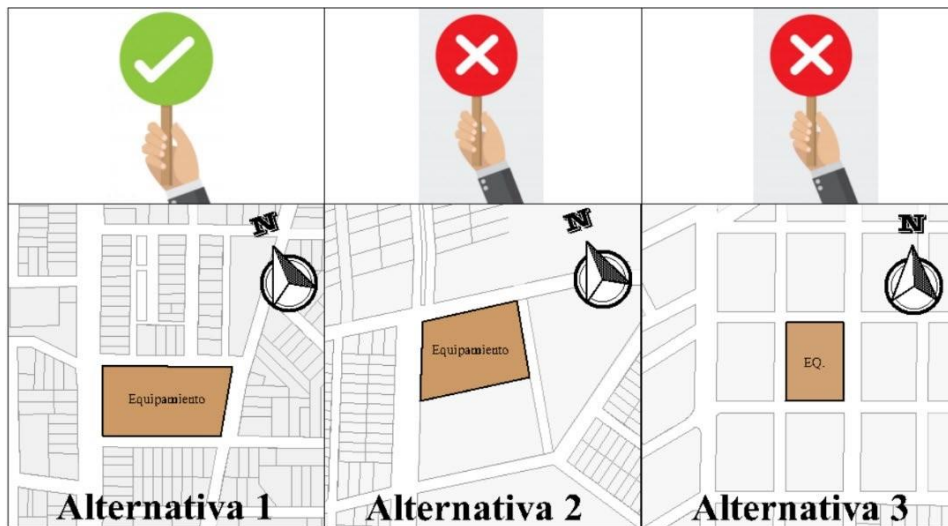 N
N
N
Equipamiento
Equipamiento
EQ.
Alternativa 1
Alternativa 2
Alternativa 3